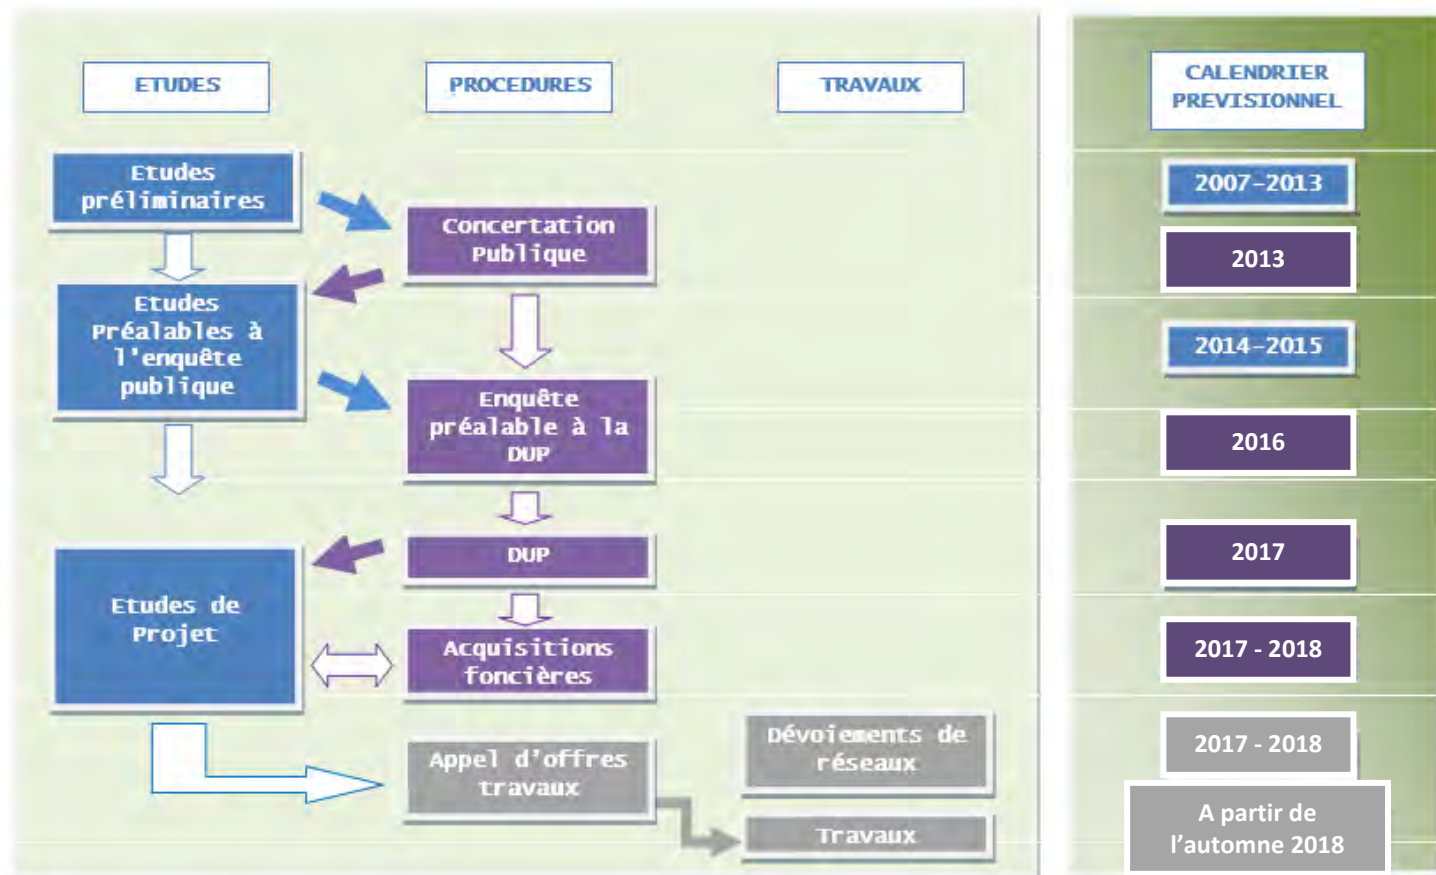 ETUDES
PROCEDURES
TRAVAUX
CALENDRIER
PREVISIONNEL
Etudes
préliminaires
2007-2013
Concertation
Publique
2013
Etudes
Préalables à
l'enquête
publique
2014-2015
Enquête
préalable à la
DUP
2016
DUP
2017
Etudes de
Projet
Acquisitions
foncières
2017 - 2018
Appel d'offres
travaux
Dévoiements de
réseaux
2017 - 2018
Travaux
A partir de
l’automne 2018